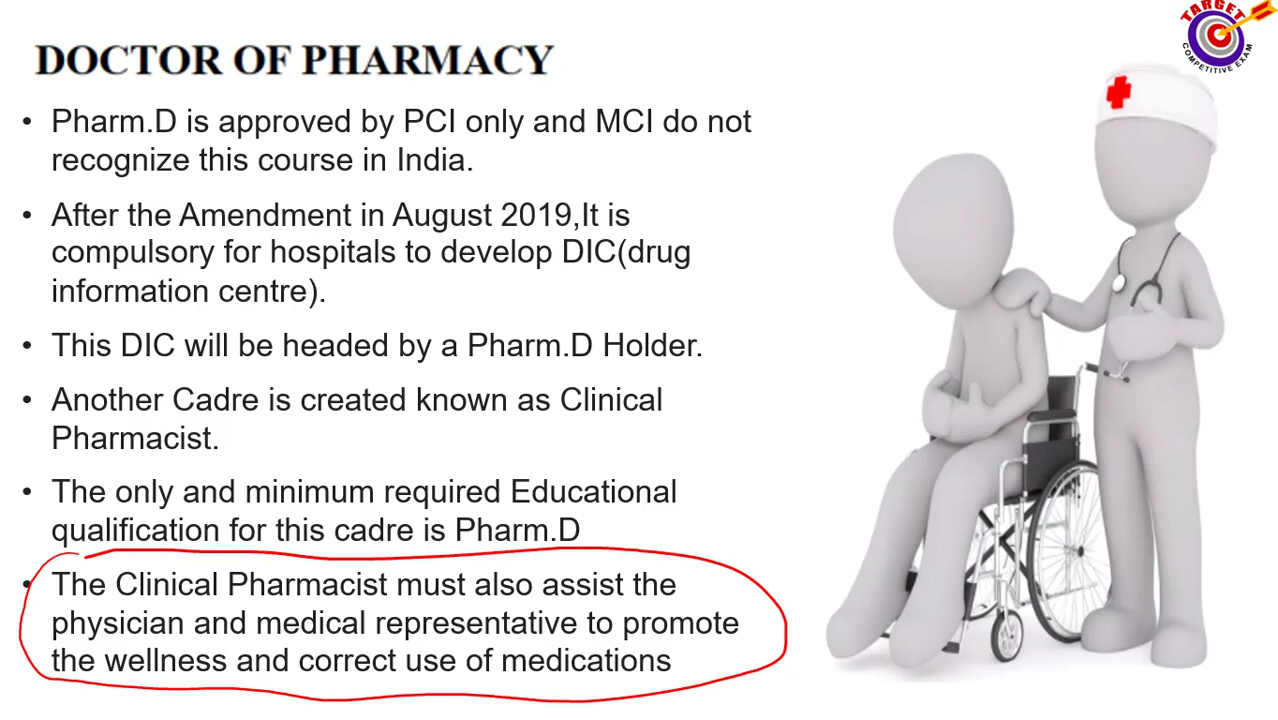 TARGET
COMPETITIVE EXAM
DOCTOR OF PHARMACY
• Pharm.D is approved by PCI only and MCI do not
recognize this course in India.
• After the Amendment in August 2019,It is
compulsory for hospitals to develop DIC(drug
information centre).
• This DIC will be headed by a Pharm.D Holder.
• Another Cadre is created known as Clinical
Pharmacist.
• The only and minimum required Educational
qualification for this cadre is Pharm.D
• The Clinical Pharmacist must also assist the
physician and medical representative to promote
the wellness and correct use of medications